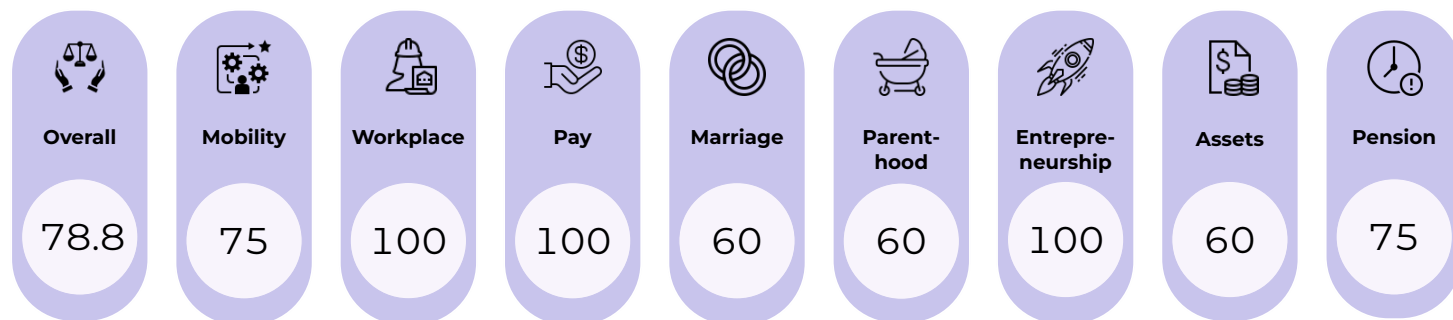 Overall
78.8
Mobility
75
Workplace
100
$
Pay
100
Marriage
60
Parent-
hood
60
Entrepre-
neurship
100
$
Assets
60
!
Pension
75